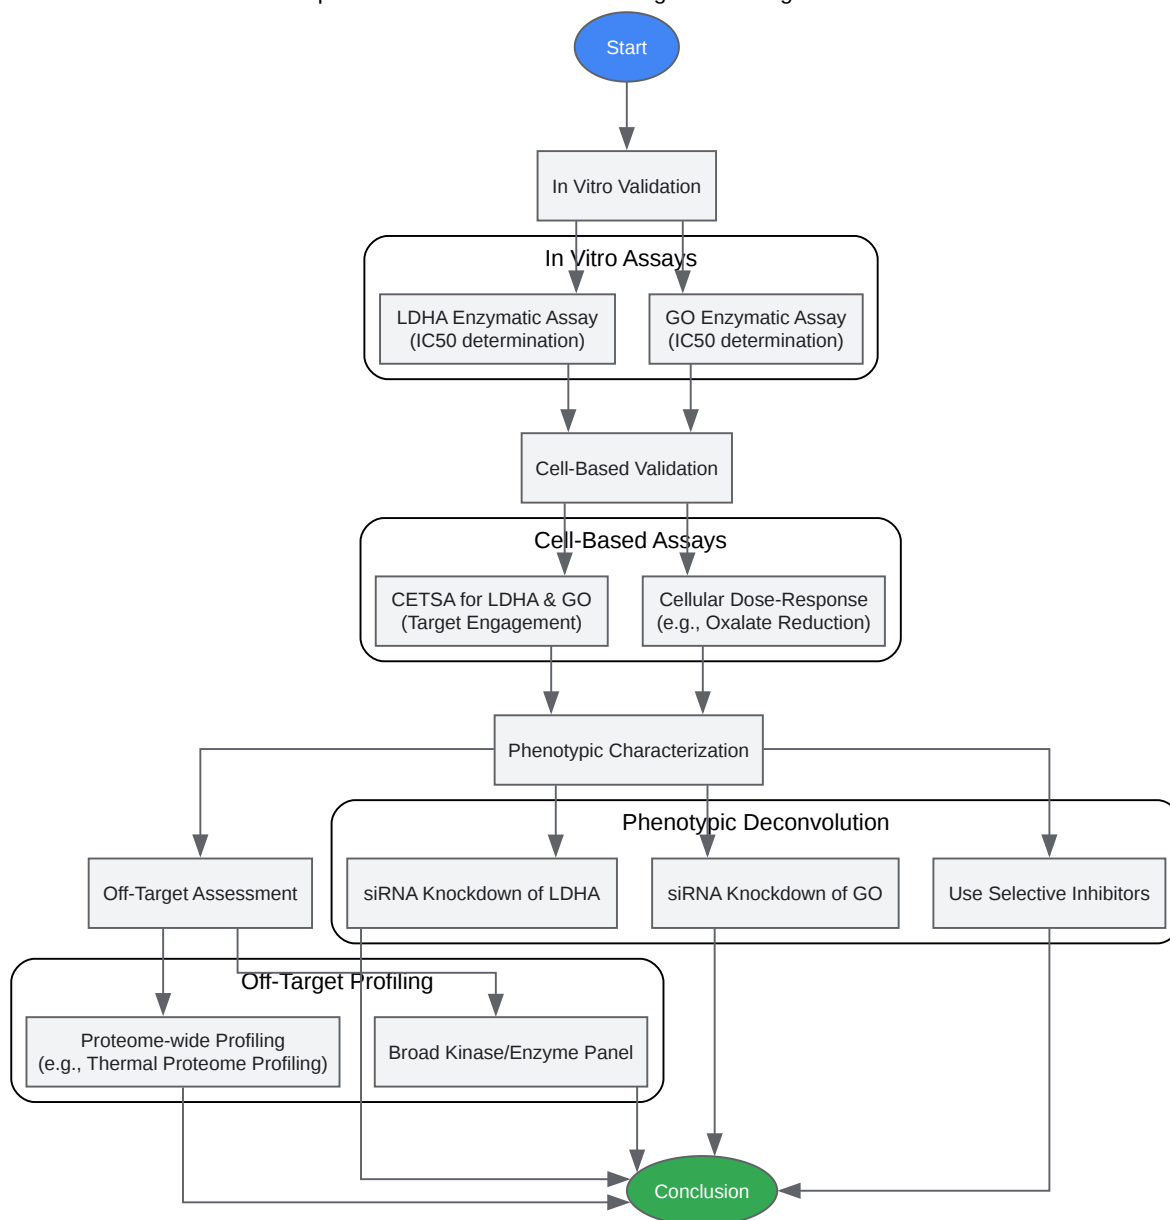 Start
In Vitro Validation
In Vitro Assays
LDHA Enzymatic Assay
(IC50 determination)
GO Enzymatic Assay
(IC50 determination)
Cell-Based Validation
Cell-Based Assays
CETSA for LDHA & GO
(Target Engagement)
Cellular Dose-Response
(e.g., Oxalate Reduction)
Phenotypic Characterization
Phenotypic Deconvolution
Off-Target Assessment
siRNA Knockdown of LDHA
siRNA Knockdown of GO
Use Selective Inhibitors
Off-Target Profiling
Proteome-wide Profiling
(e.g., Thermal Proteome Profiling)
Broad Kinase/Enzyme Panel
Conclusion